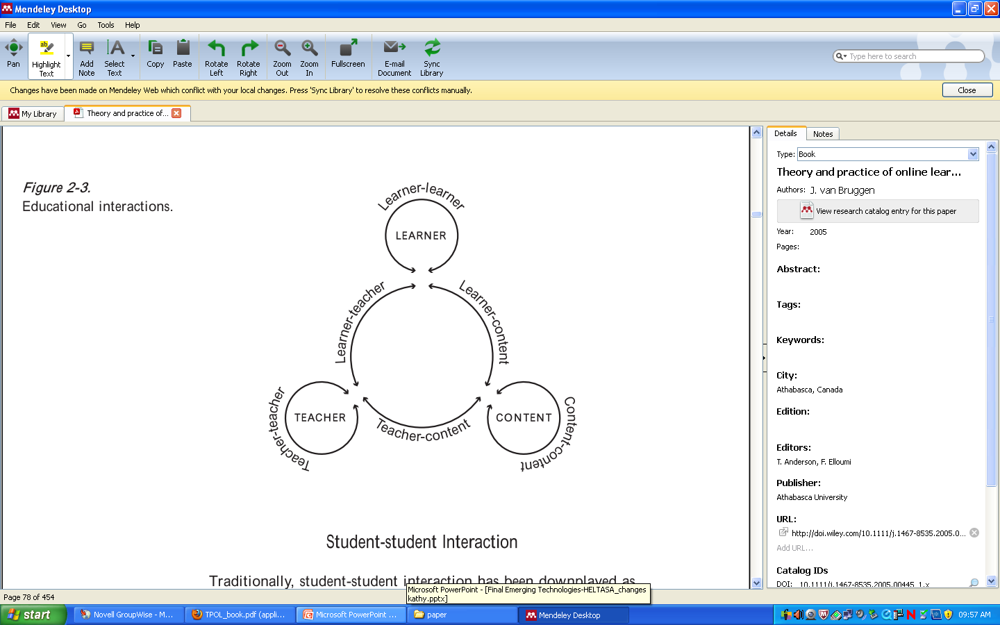 Mendeley Desktop
File Edit View Go Tools Help
Pan
Highlight Text
Add Note
Select Text
Copy
Paste
Rotate Left
Rotate Right
Zoom Out
Zoom In
Fullscreen
E-mail Document
Sync Library
Type here to search
Changes have been made on Mendeley Web which conflict with your local changes. Press 'Sync Library' to resolve these conflicts manually.
Close
My Library
Theory and practice of...
Figure 2-3.
Educational interactions.
Learner-learner
LEARNER
Learner-teacher
Learner-content
Teacher-teacher
TEACHER
Teacher-content
CONTENT
Content-content
Student-student Interaction
Traditionally, student-student interaction has been downplayed as
Details
Notes
Type: Book
Theory and practice of online lear...
Authors: J. van Bruggen
View research catalog entry for this paper
Year: 2005
Pages:
Abstract:
Tags:
Keywords:
City:
Athabasca, Canada
Edition:
Editors:
T. Anderson, F. Elloumi
Publisher:
Athabasca University
URL:
http://doi.wiley.com/10.1111/j.1467-8535.2005.0...
Add URL...
Catalog IDs
DOI: 10.1111/j.1467-8535.2005.00445_1.x
Page 78 of 454
Microsoft PowerPoint - [Final Emerging Technologies-HELTASA_changes
kathy.pptx]
start
Novell GroupWise - M...
TPOL_book.pdf (appli...
Microsoft PowerPoint ...
paper
Mendeley Desktop
09:57 AM